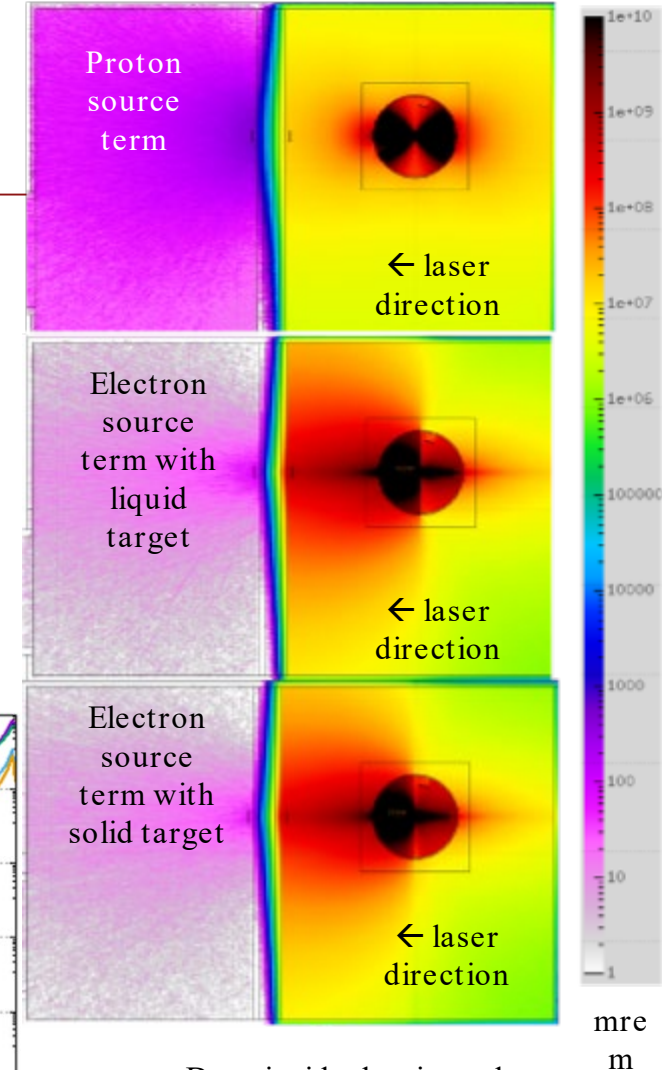 Proton
source
term
← laser
direction
Electron
source
term with
liquid
target
← laser
direction
Electron
source
term with
solid target
← laser
direction
1e+10
1e+09
1e+08
1e+07
1e+06
100000
10000
1000
100
10
1
mre
m